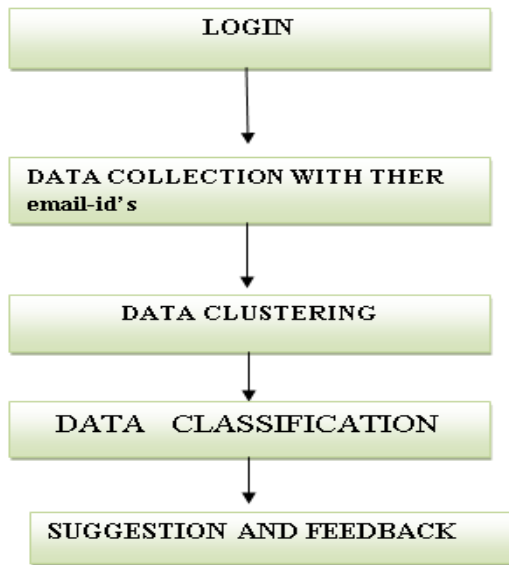 LOGIN
DATA COLLECTION WITH THER
email-id's
DATA CLUSTERING
DATA CLASSIFICATION
SUGGESTION AND FEEDBACK